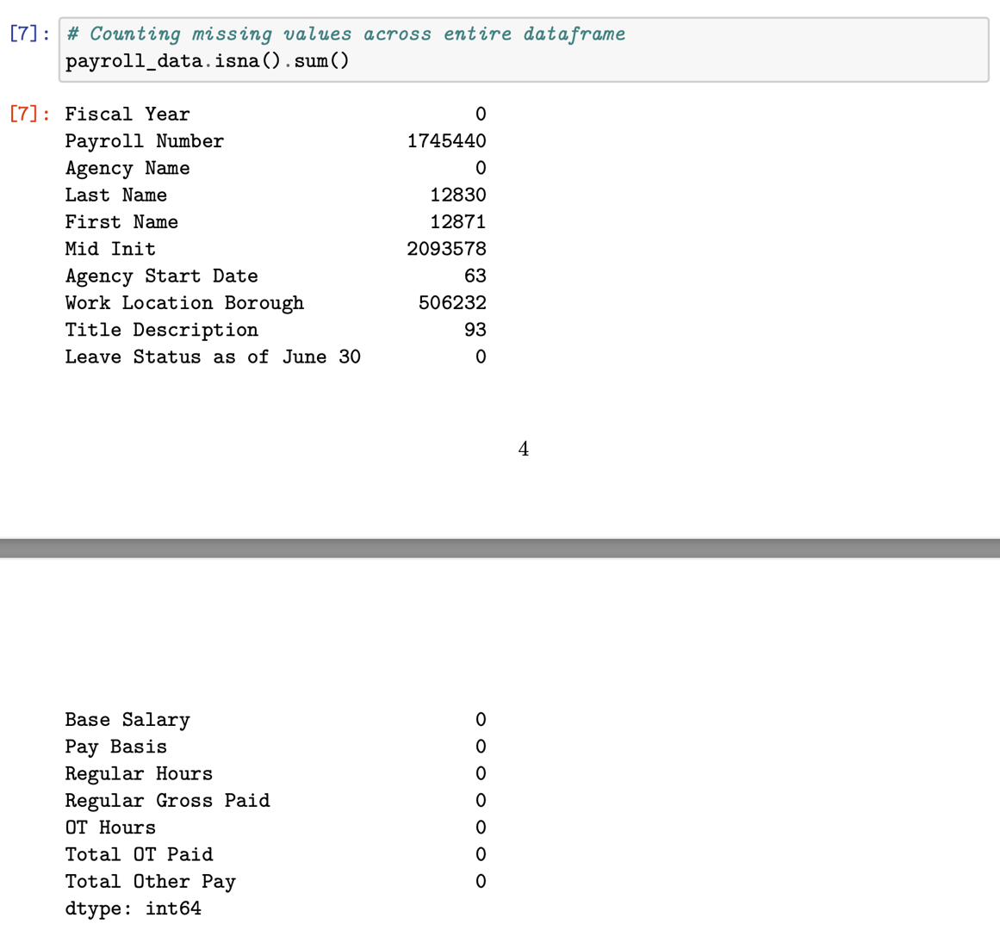 [7]: # Counting missing values across entire dataframe
payroll_data.isna().sum()
[7]: Fiscal Year 0
Payroll Number 1745440
Agency Name 0
Last Name 12830
First Name 12871
Mid Init 2093578
Agency Start Date 63
Work Location Borough 506232
Title Description 93
Leave Status as of June 30 0
4
Base Salary 0
Pay Basis 0
Regular Hours 0
Regular Gross Paid 0
OT Hours 0
Total OT Paid 0
Total Other Pay 0
dtype: int64